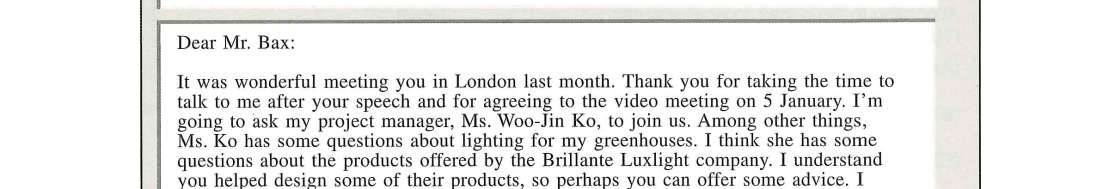 Dear Mr. Bax:
It was wonderful meeting you in London last month. Thank you for taking the time to
talk to me after your speech and for agreeing to the video meeting on 5 January. I'm
going to ask my project manager, Ms. Woo-Jin Ko, to join us. Among other things,
Ms. Ko has some questions about lighting for my greenhouses. I think she has some
questions about the products offered by the Brillante Luxlight company. I understand
you helped design some of their products, so perhaps you can offer some advice. I